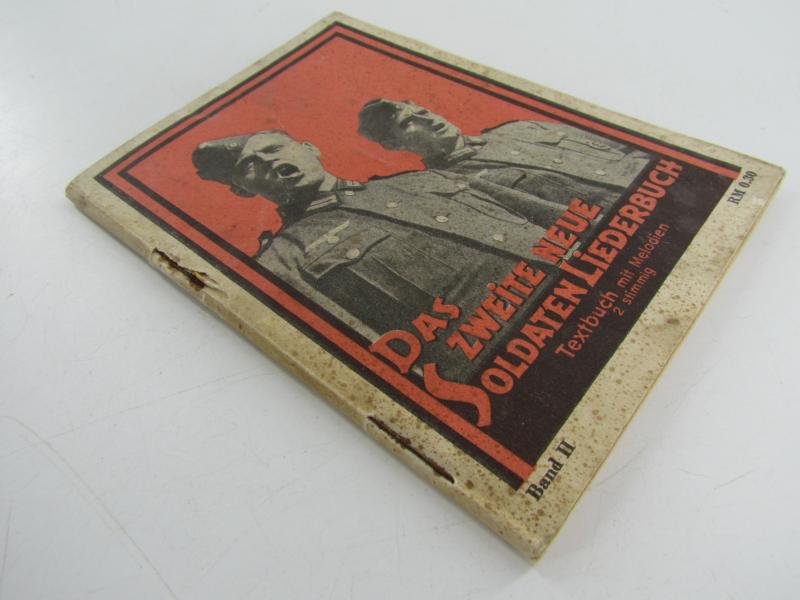 DAS
ZWEITE NEUE
SOLDATEN LIEDERBUCH
Textbuch mit Melodien
2 stimmig
Band II
RM 0.30